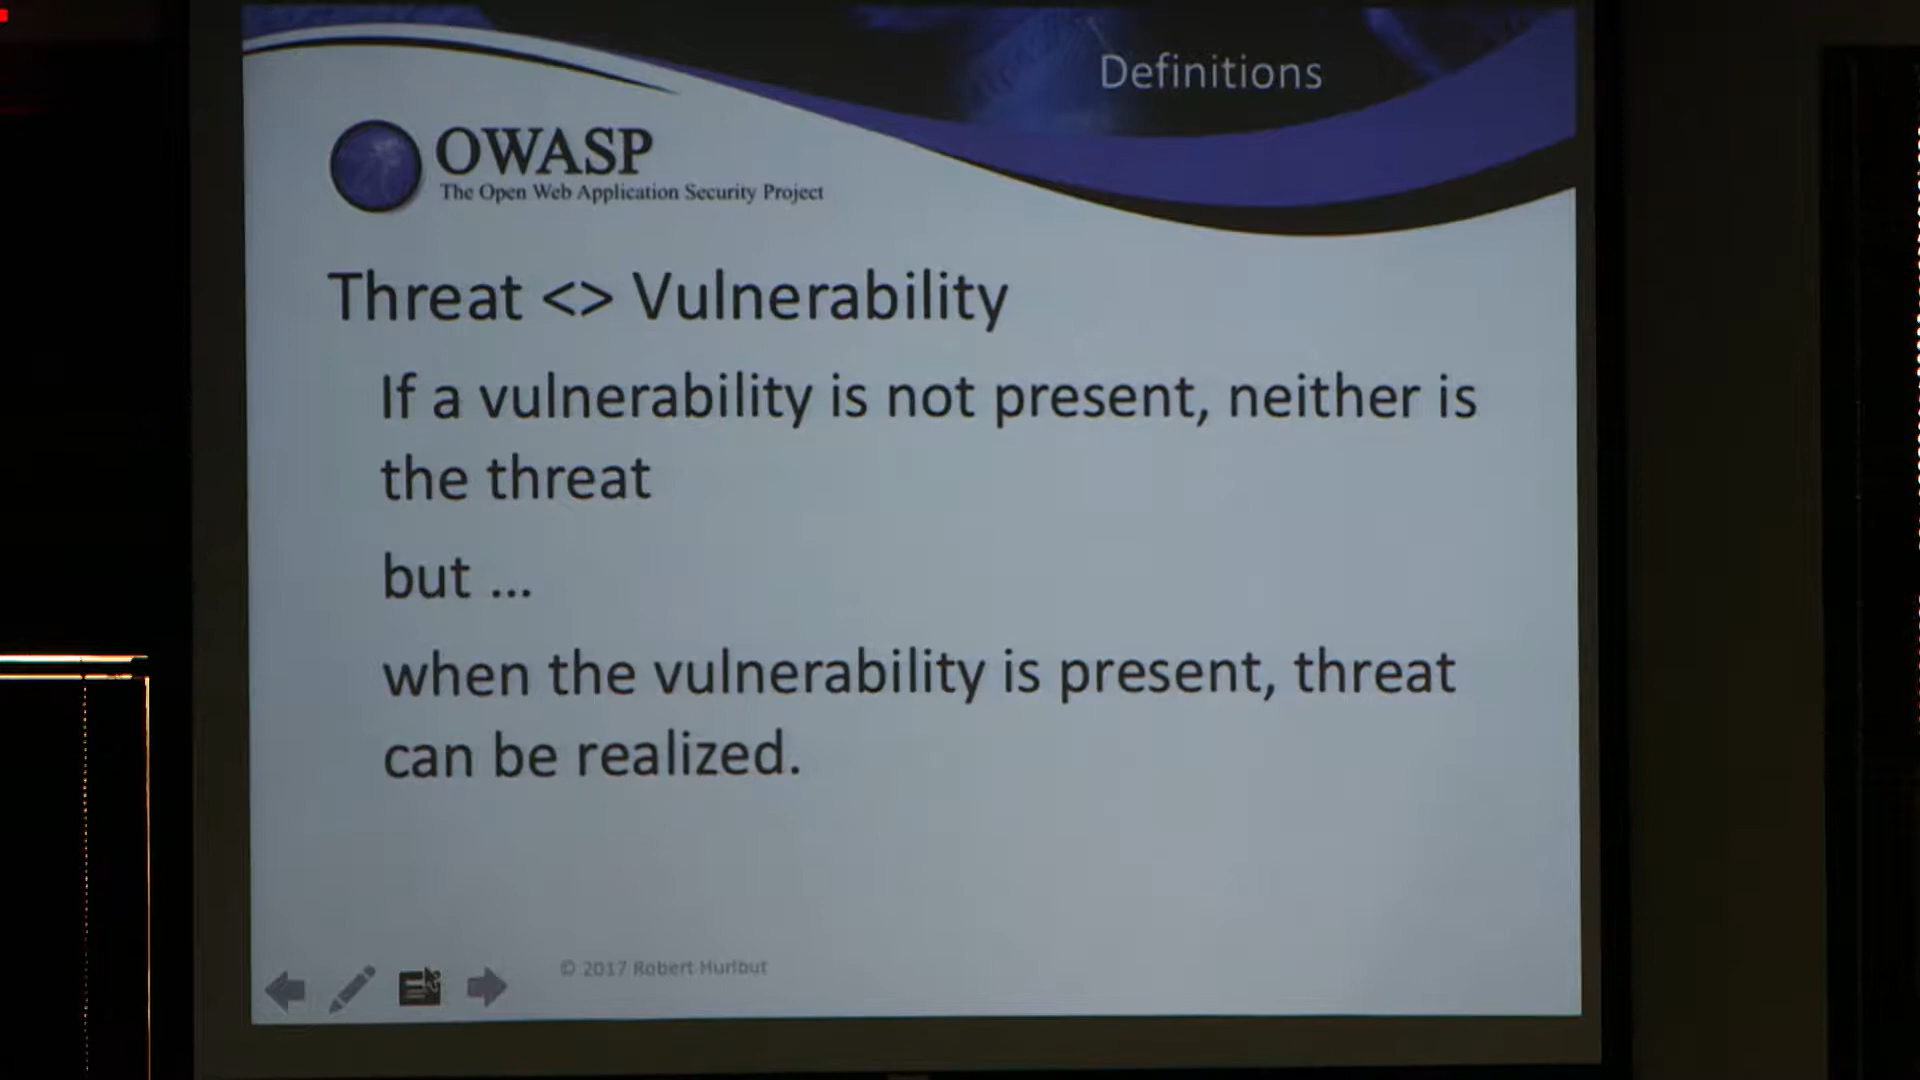 Definitions
OWASP
The Open Web Application Security Project
Threat <> Vulnerability
If a vulnerability is not present, neither is
the threat
but ...
when the vulnerability is present, threat
can be realized.
© 2017 Robert Hurlbut